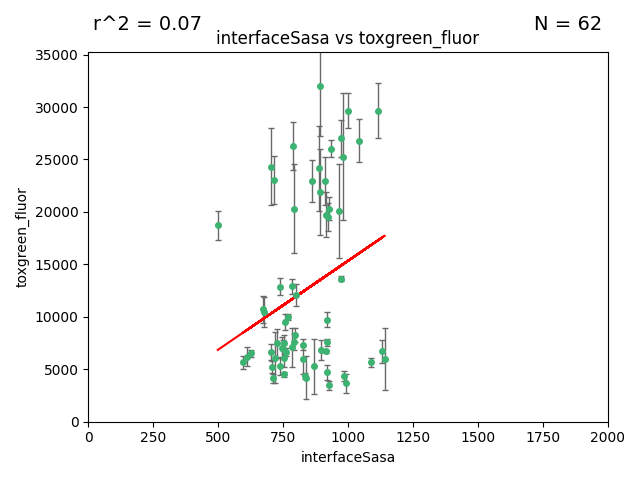 r^2 = 0.07
N = 62
interfaceSasa vs toxgreen_fluor
35000
30000
25000
20000
15000
10000
5000
0
toxgreen_fluor
0 250 500 750 1000 1250 1500 1750 2000
interfaceSasa